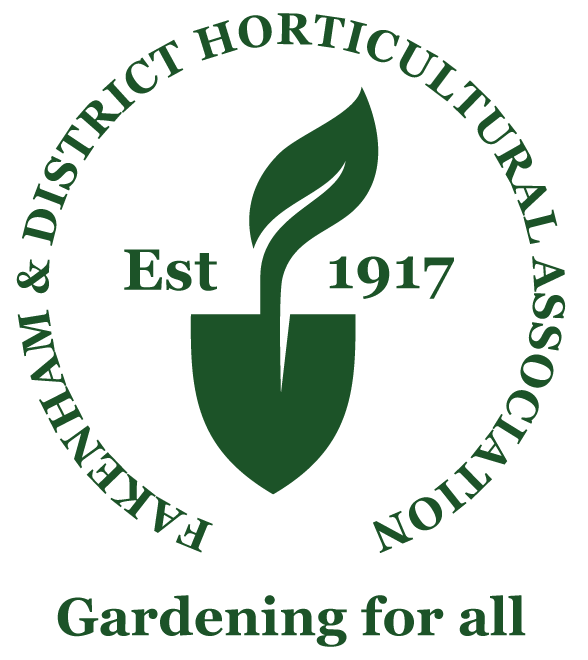 FAKENHAM & DISTRICT HORTICULTURAL ASSOCIATION
Est 1917
Gardening for all